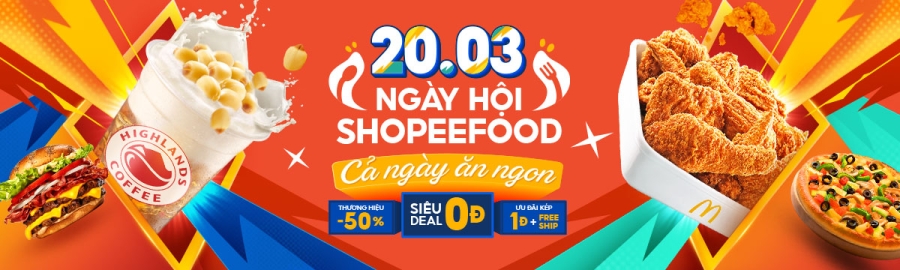 20.03
NGÀY HỘI
SHOPEEFOOD
Cả ngày ăn ngon
THƯƠNG HIỆU
-50%
SIÊU
DEAL
0Đ
ƯU ĐÃI KÉP
1Đ + FREE
SHIP
HIGHLANDS
COFFEE